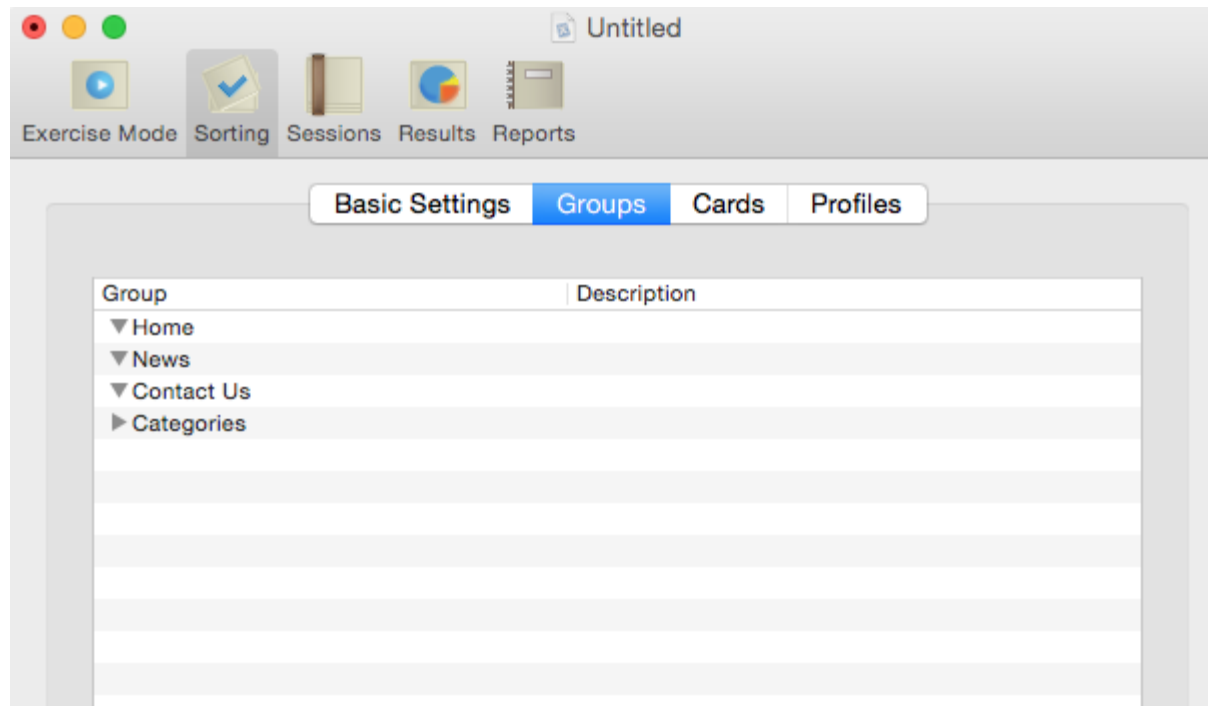 Untitled
Exercise Mode Sorting Sessions Results Reports
Basic Settings Groups Cards Profiles
Group Description
Home
News
Contact Us
Categories